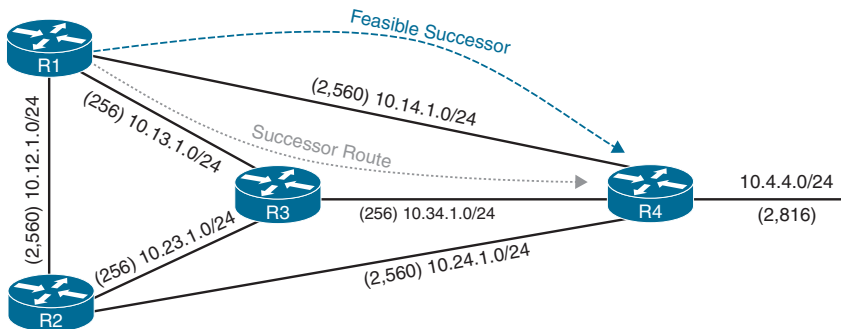 Feasible Successor
R1
(2,560) 10.14.1.0/24
(256) 10.13.1.0/24
Successor Route
(2,560) 10.12.1.0/24
R3
(256) 10.34.1.0/24
R4
10.4.4.0/24
(2,816)
(256) 10.23.1.0/24
(2,560) 10.24.1.0/24
R2